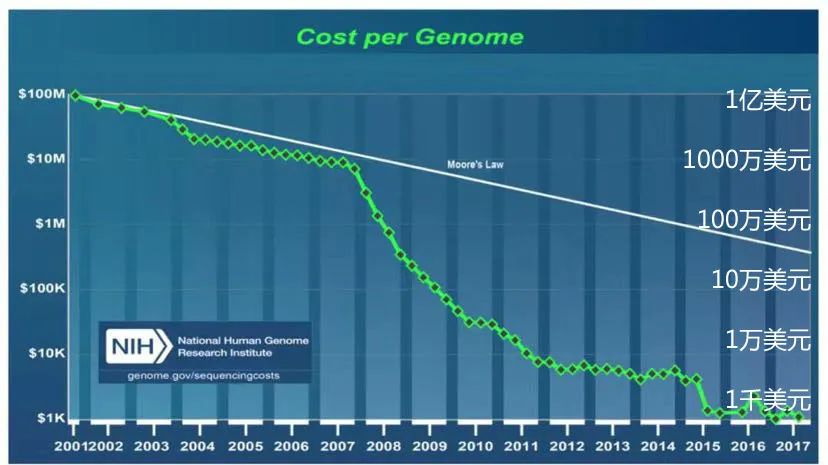 Cost per Genome
$100M
$10M
$1M
$100K
$10K
$1K
Moore's Law
1亿美元
1000万美元
100万美元
10万美元
1万美元
1千美元
NIH
National Human Genome
Research Institute
genome.gov/sequencingcosts
2001 2002 2003 2004 2005 2006 2007 2008 2009 2010 2011 2012 2013 2014 2015 2016 2017